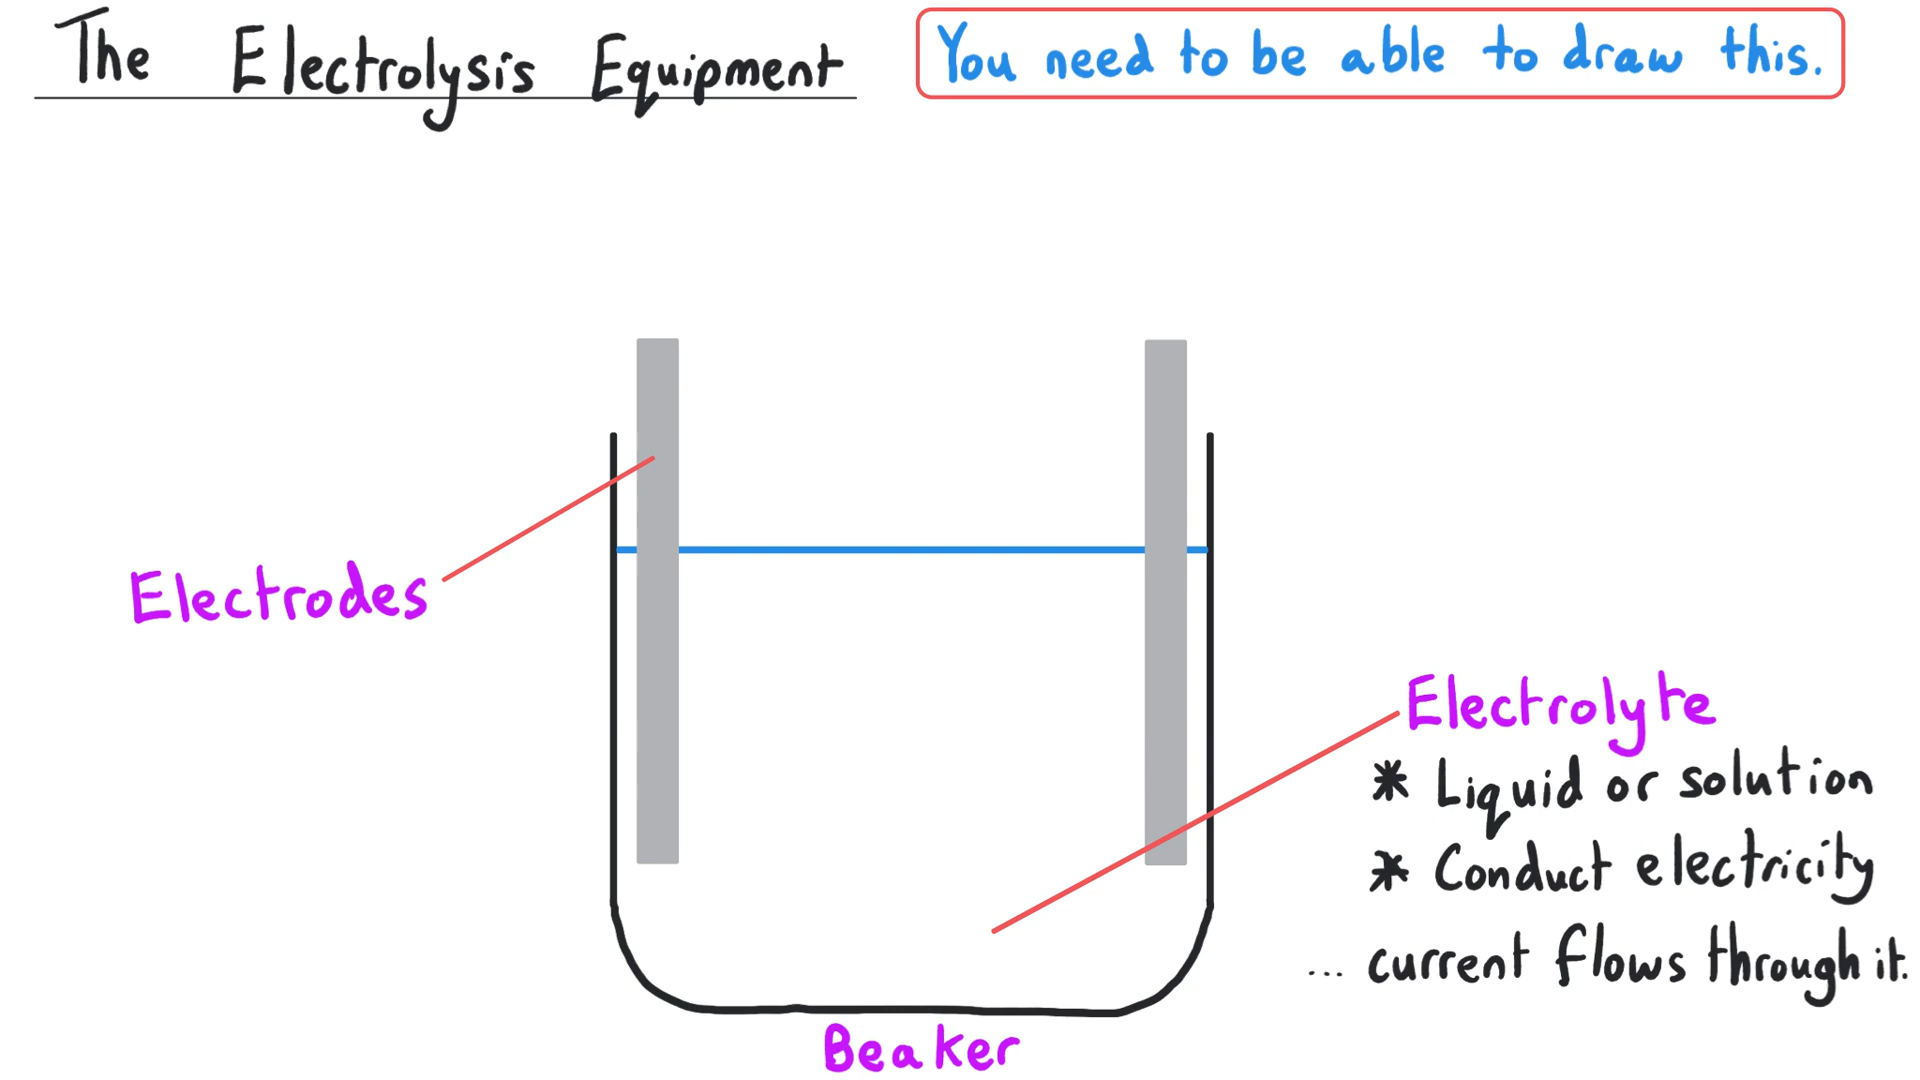 The Electrolysis Equipment
You need to be able to draw this.
Electrodes
Electrolyte
* Liquid or solution
* Conduct electricity
... current flows through it.
Beaker